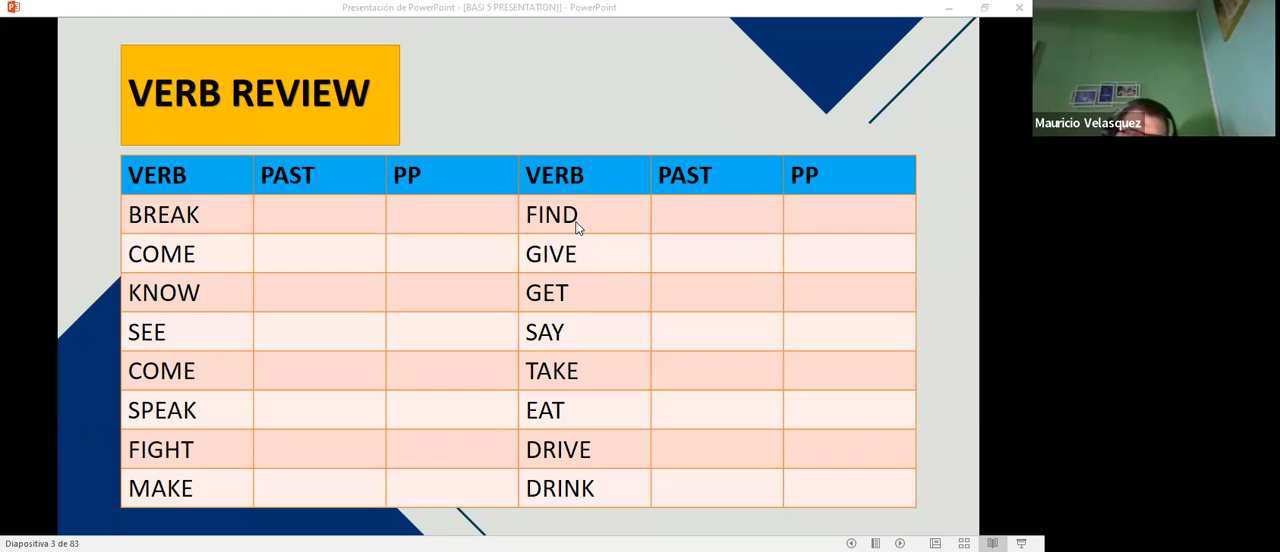 Presentación de PowerPoint - [BASI 5 PRESENTATION)] - PowerPoint
VERB REVIEW
VERB PAST PP VERB PAST PP
BREAK FIND
COME GIVE
KNOW GET
SEE SAY
COME TAKE
SPEAK EAT
FIGHT DRIVE
MAKE DRINK
Mauricio Velasquez
Diapositiva 3 de 83